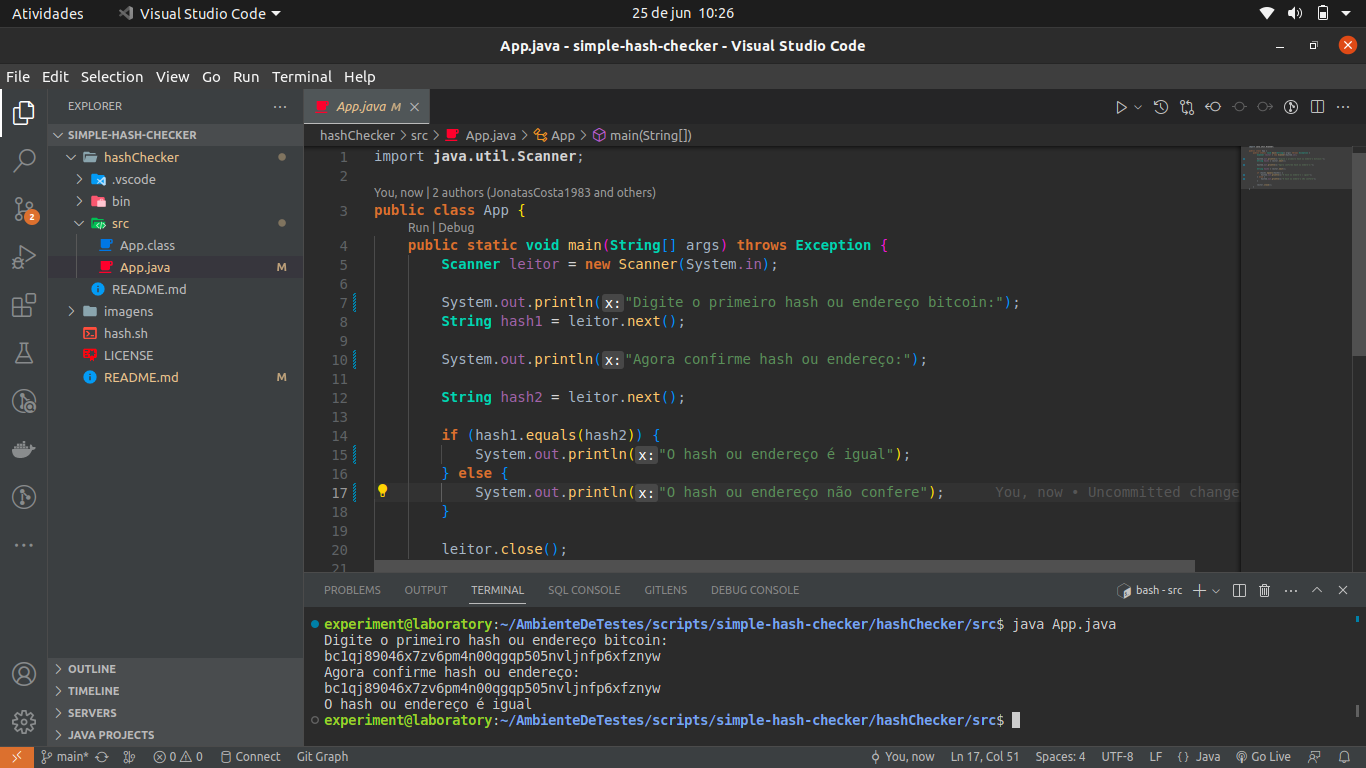 Atividades Visual Studio Code 25 de jun 10:26
App.java - simple-hash-checker - Visual Studio Code
File Edit Selection View Go Run Terminal Help
EXPLORER
SIMPLE-HASH-CHECKER
hashChecker
.vscode
bin
src
App.class
App.java M
README.md
imagens
hash.sh
LICENSE
README.md M
OUTLINE
TIMELINE
SERVERS
JAVA PROJECTS
2
App.java M
hashChecker > src > App.java > App > main(String[])
1 import java.util.Scanner;
2
You, now | 2 authors (JonatasCosta1983 and others)
3 public class App {
Run | Debug
4 public static void main(String[] args) throws Exception {
5 Scanner leitor = new Scanner(System.in);
6
7 System.out.println(x:"Digite o primeiro hash ou endereço bitcoin:");
8 String hash1 = leitor.next();
9
10 System.out.println(x:"Agora confirme hash ou endereço:");
11
12 String hash2 = leitor.next();
13
14 if (hash1.equals(hash2)) {
15 System.out.println(x:"O hash ou endereço é igual");
16 } else {
17 System.out.println(x:"O hash ou endereço não confere"); You, now • Uncommitted change
18 }
19
20 leitor.close();
21
PROBLEMS OUTPUT TERMINAL SQL CONSOLE GITLENS DEBUG CONSOLE bash - src
experiment@laboratory:~/AmbienteDeTestes/scripts/simple-hash-checker/hashChecker/src$ java App.java
Digite o primeiro hash ou endereço bitcoin:
bc1qj89046x7zv6pm4n00qgqp505nvljnfp6xfznyw
Agora confirme hash ou endereço:
bc1qj89046x7zv6pm4n00qgqp505nvljnfp6xfznyw
O hash ou endereço é igual
experiment@laboratory:~/AmbienteDeTestes/scripts/simple-hash-checker/hashChecker/src$
main* 0 0 Connect Git Graph You, now Ln 17, Col 51 Spaces: 4 UTF-8 LF {} Java Go Live